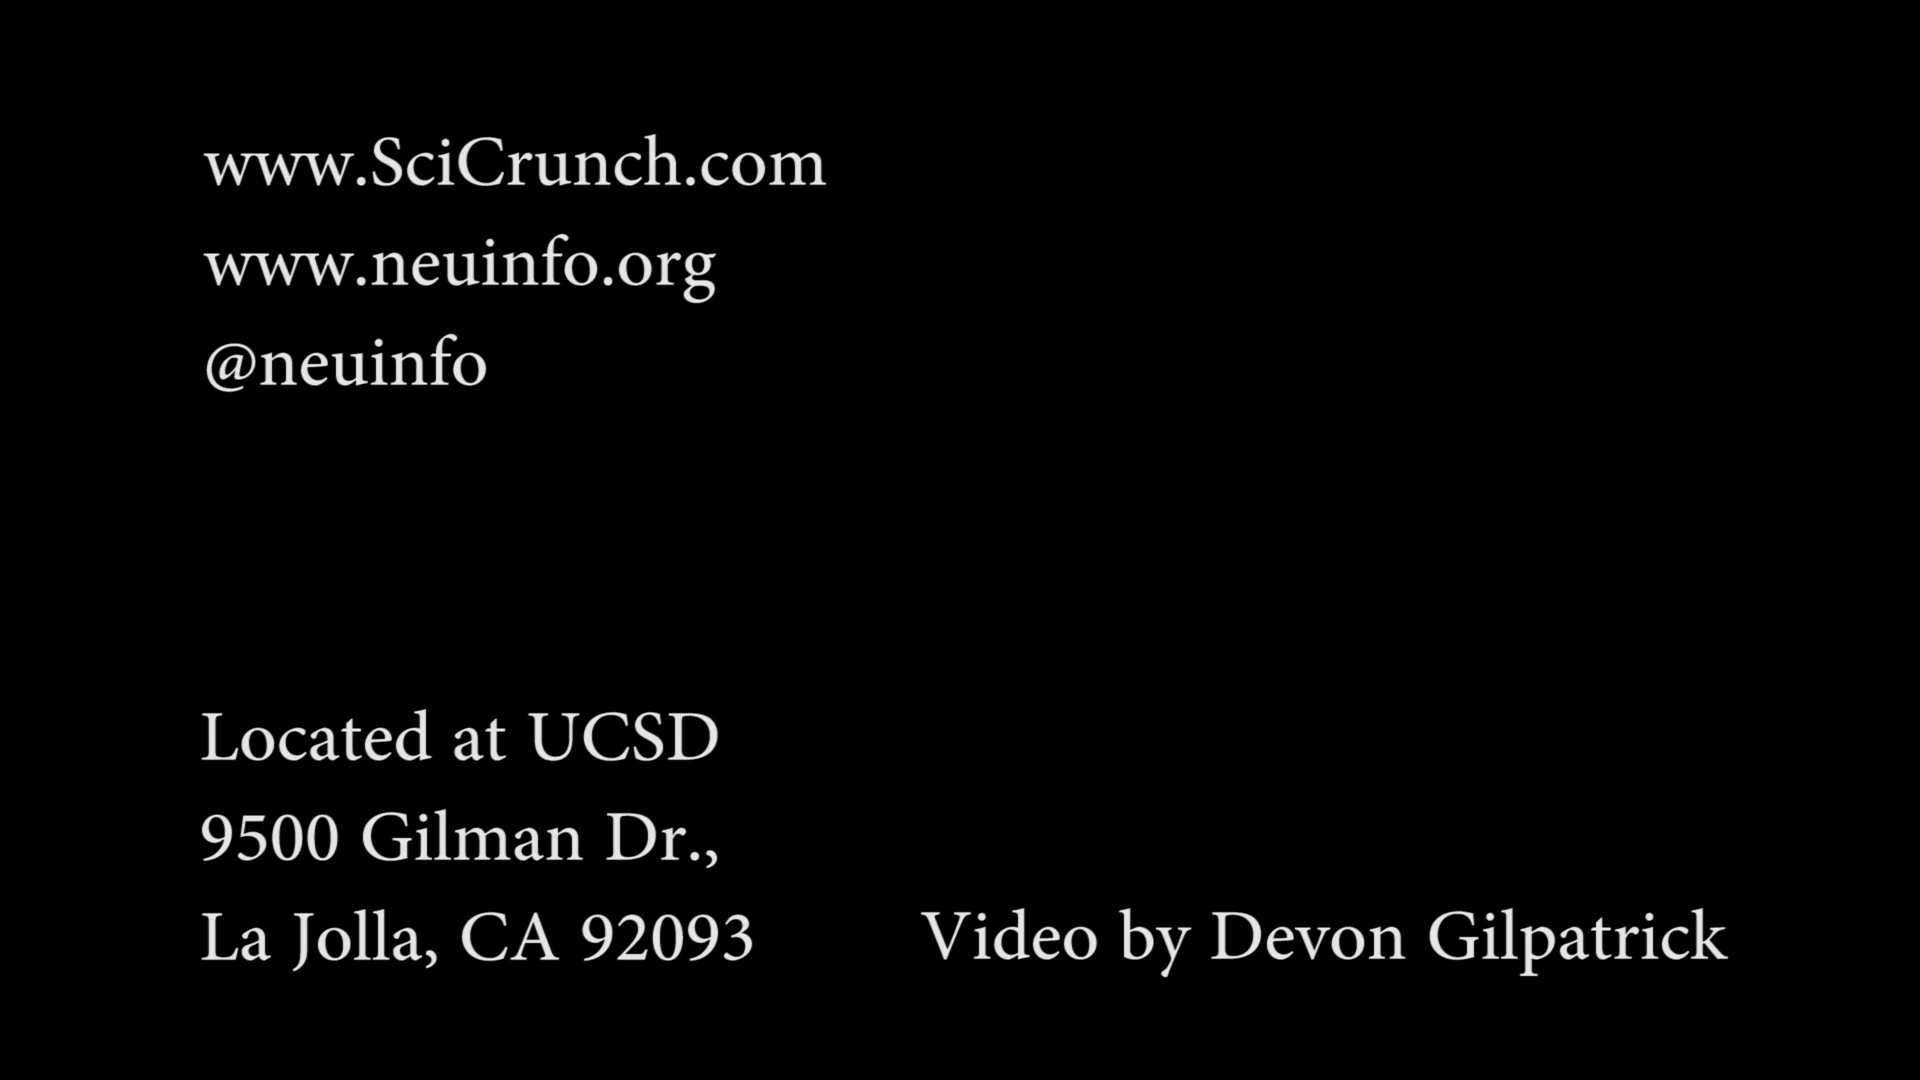 www.SciCrunch.com
www.neuinfo.org
@neuinfo
Located at UCSD
9500 Gilman Dr.,
La Jolla, CA 92093
Video by Devon Gilpatrick